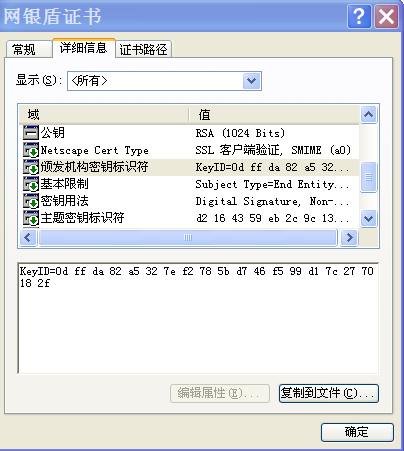 网银盾证书
常规 详细信息 证书路径
显示(S): <所有>
域 值
公钥 RSA (1024 Bits)
Netscape Cert Type SSL 客户端验证, SMIME (a0)
颁发机构密钥标识符 KeyID=0d ff da 82 a5 32...
基本限制 Subject Type=End Entity...
密钥用法 Digital Signature, Non-...
主题密钥标识符 d2 16 43 59 eb 2c 9c 13...
KeyID=0d ff da 82 a5 32 7e f2 78 5b d7 46 f5 99 d1 7c 27 70
18 2f
编辑属性(E)... 复制到文件(C)...
确定